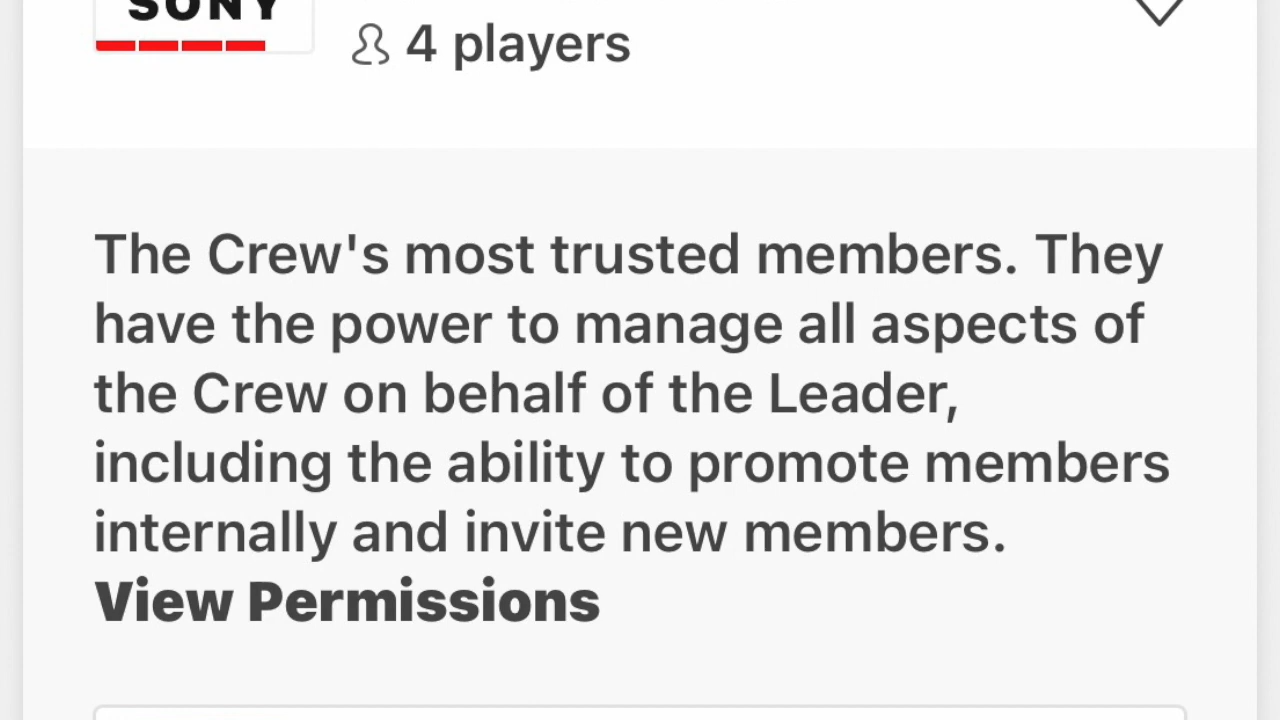 SONY
4 players
The Crew's most trusted members. They
have the power to manage all aspects of
the Crew on behalf of the Leader,
including the ability to promote members
internally and invite new members.
View Permissions